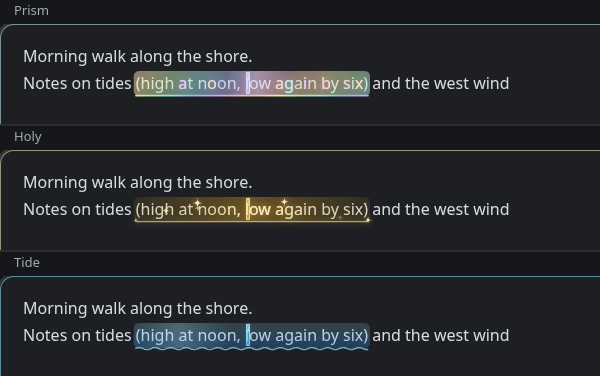 Prism
Morning walk along the shore.
Notes on tides (high at noon, low again by six) and the west wind
Holy
Morning walk along the shore.
Notes on tides (high at noon, low again by six) and the west wind
Tide
Morning walk along the shore.
Notes on tides (high at noon, low again by six) and the west wind